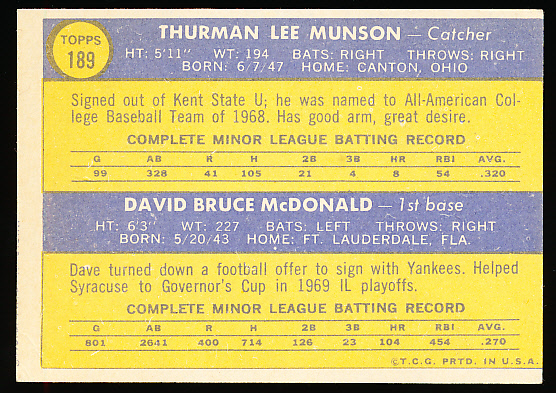 TOPPS
189
THURMAN LEE MUNSON — Catcher
HT: 5'11" WT: 194 BATS: RIGHT THROWS: RIGHT
BORN: 6/7/47 HOME: CANTON, OHIO
Signed out of Kent State U; he was named to All-American Col-
lege Baseball Team of 1968. Has good arm, great desire.
COMPLETE MINOR LEAGUE BATTING RECORD
G AB R H 2B 3B HR RBI AVG.
99 328 41 105 21 4 8 54 .320
DAVID BRUCE McDONALD — 1st base
HT: 6'3" WT: 227 BATS: LEFT THROWS: RIGHT
BORN: 5/20/43 HOME: FT. LAUDERDALE, FLA.
Dave turned down a football offer to sign with Yankees. Helped
Syracuse to Governor's Cup in 1969 IL playoffs.
COMPLETE MINOR LEAGUE BATTING RECORD
G AB R H 2B 3B HR RBI AVG.
801 2641 400 714 126 23 104 454 .270
©T.C.G. PRTD. IN U.S.A.